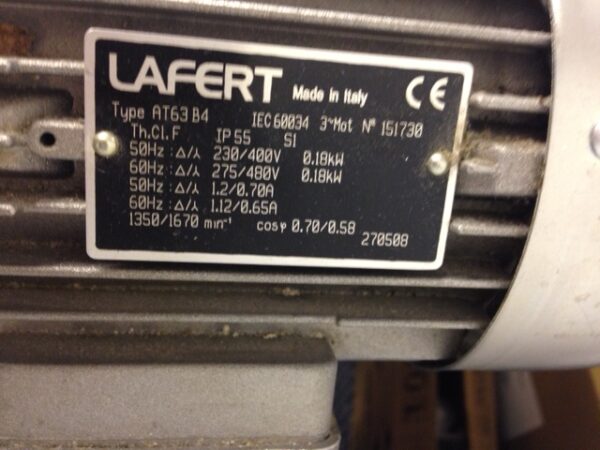 LAFERT Made in Italy CE
Type AT63 B4 IEC 60034 3~Mot Nº 151730
Th.Cl.F IP55 S1
50Hz : Δ/⅄ 230/400V 0.18kW
60Hz : Δ/⅄ 275/480V 0.18kW
50Hz : Δ/⅄ 1.2/0.70A
60Hz : Δ/⅄ 1.12/0.65A
1350/1670 min⁻¹ cosφ 0.70/0.58
270508